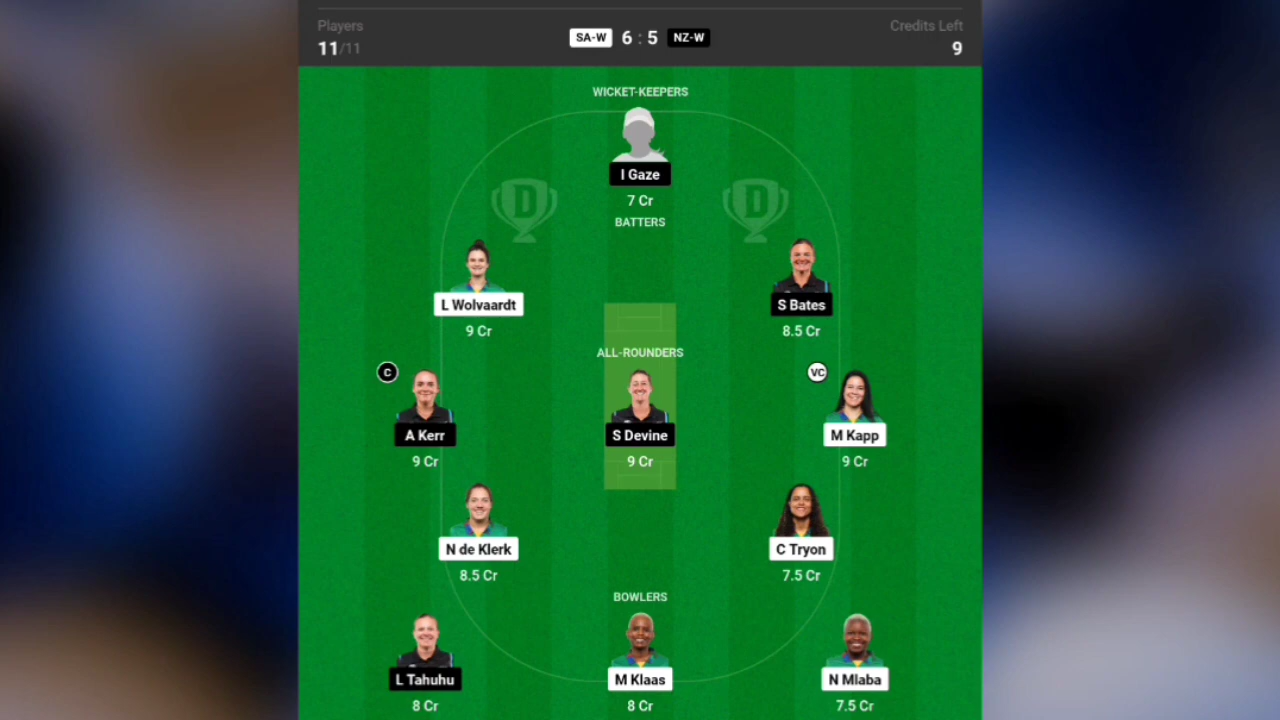 Players
Credits Left
11/11
SA-W 6 : 5 NZ-W
9
WICKET-KEEPERS
I Gaze
7 Cr
BATTERS
D
D
L Wolvaardt
S Bates
9 Cr
8.5 Cr
ALL-ROUNDERS
C
VC
A Kerr
S Devine
M Kapp
9 Cr
9 Cr
9 Cr
N de Klerk
C Tryon
8.5 Cr
7.5 Cr
BOWLERS
L Tahuhu
M Klaas
N Mlaba
8 Cr
8 Cr
7.5 Cr